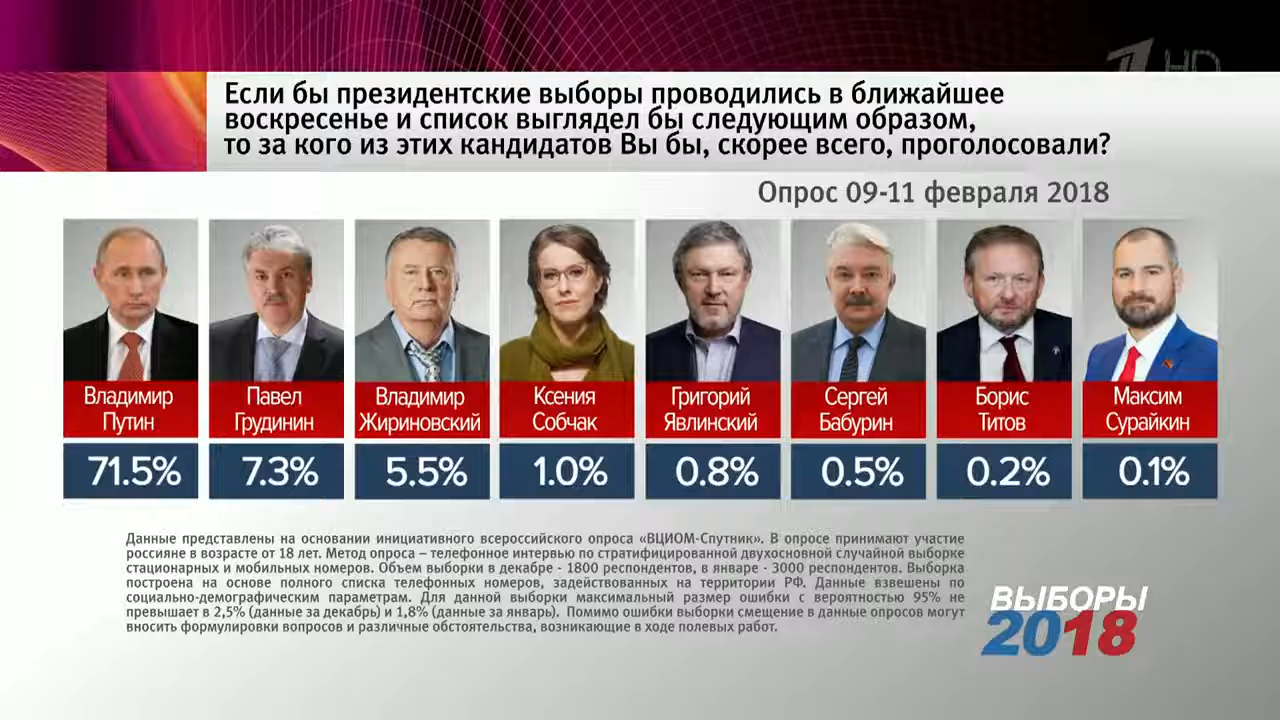 HD
Если бы президентские выборы проводились в ближайшее
воскресенье и список выглядел бы следующим образом,
то за кого из этих кандидатов Вы бы, скорее всего, проголосовали?
Опрос 09-11 февраля 2018
Владимир
Путин
71.5%
Павел
Грудинин
7.3%
Владимир
Жириновский
5.5%
Ксения
Собчак
1.0%
Григорий
Явлинский
0.8%
Сергей
Бабурин
0.5%
Борис
Титов
0.2%
Максим
Сурайкин
0.1%
Данные представлены на основании инициативного всероссийского опроса «ВЦИОМ-Спутник». В опросе принимают участие
россияне в возрасте от 18 лет. Метод опроса – телефонное интервью по стратифицированной двухосновной случайной выборке
стационарных и мобильных номеров. Объем выборки в декабре - 1800 респондентов, в январе - 3000 респондентов. Выборка
построена на основе полного списка телефонных номеров, задействованных на территории РФ. Данные взвешены по
социально-демографическим параметрам. Для данной выборки максимальный размер ошибки с вероятностью 95% не
превышает в 2,5% (данные за декабрь) и 1,8% (данные за январь). Помимо ошибки выборки смещение в данные опросов могут
вносить формулировки вопросов и различные обстоятельства, возникающие в ходе полевых работ.
ВЫБОРЫ
2018